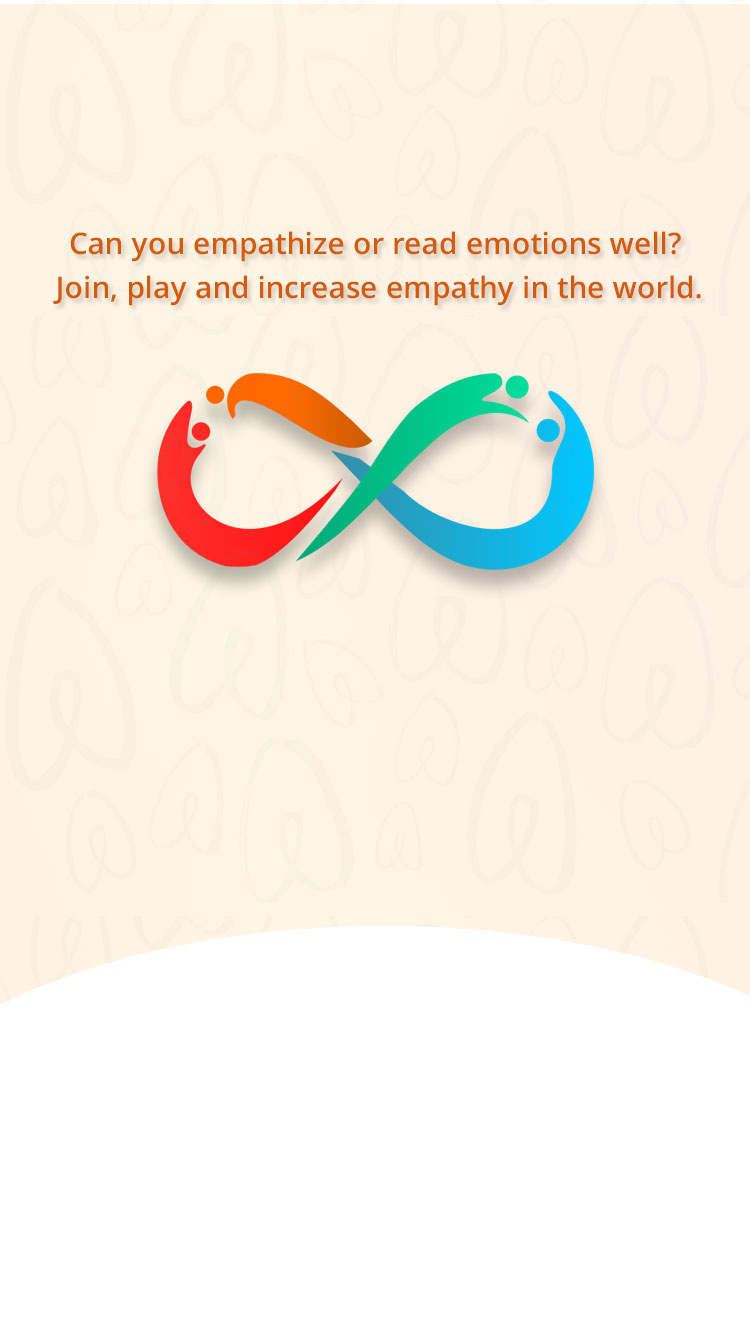 Can you empathize or read emotions well?
Join, play and increase empathy in the world.